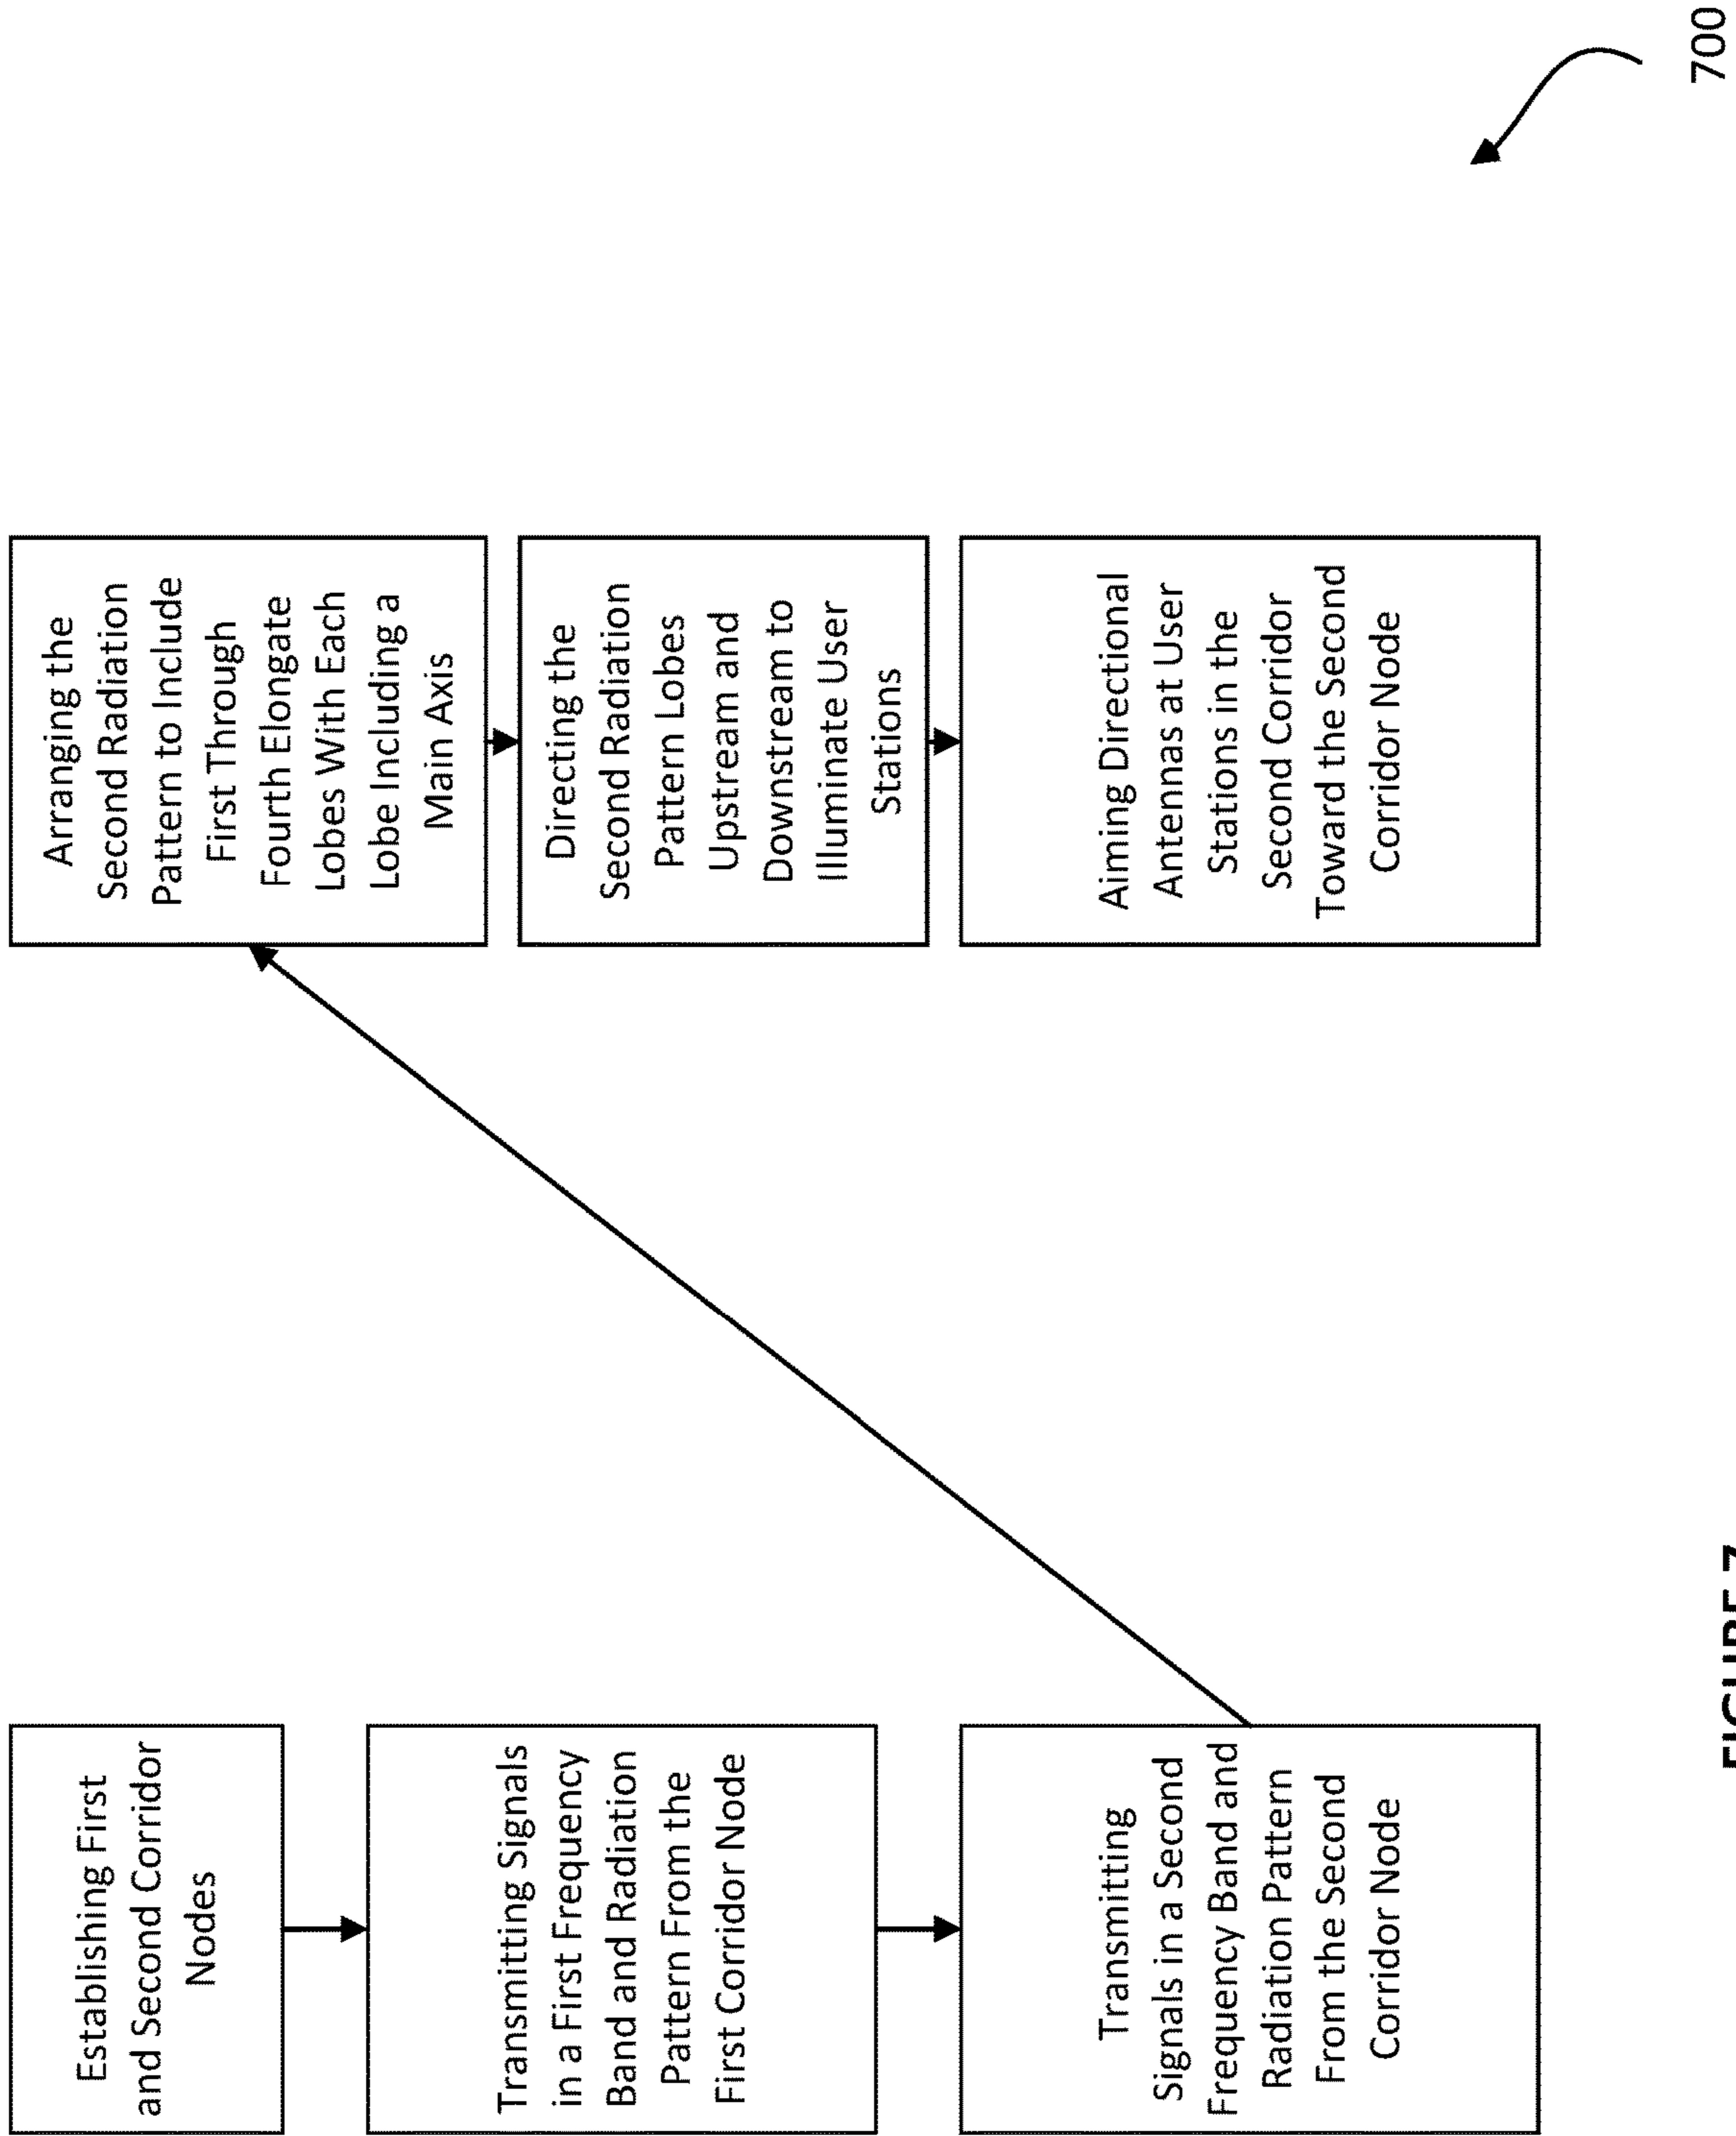 Establishing First
and Second Corridor
Nodes
Transmitting Signals
in a First Frequency
Band and Radiation
Pattern From the
First Corridor Node
Transmitting
Signals in a Second
Frequency Band and
Radiation Pattern
From the Second
Corridor Node
Arranging the
Second Radiation
Pattern to Include
First Through
Fourth Elongate
Lobes With Each
Lobe Including a
Main Axis
Directing the
Second Radiation
Pattern Lobes
Upstream and
Downstream to
Illuminate User
Stations
Aiming Directional
Antennas at User
Stations in the
Second Corridor
Toward the Second
Corridor Node
700
FIGURE 7